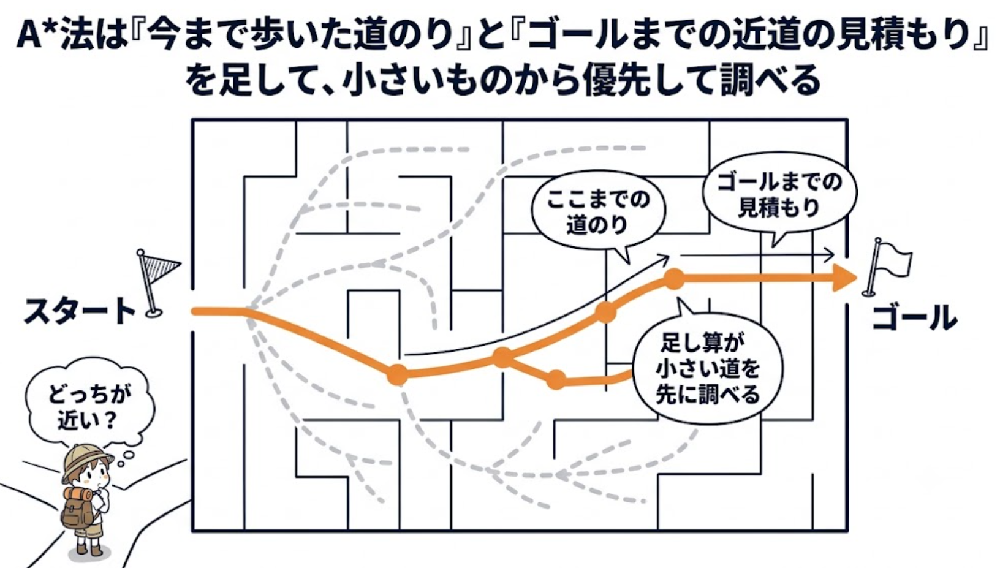 A*法は『今まで歩いた道のり』と『ゴールまでの近道の見積もり』
を足して、小さいものから優先して調べる
ゴールまでの
見積もり
ここまでの
道のり
スタート
ゴール
足し算が
小さい道を
先に調べる
どっちが
近い？